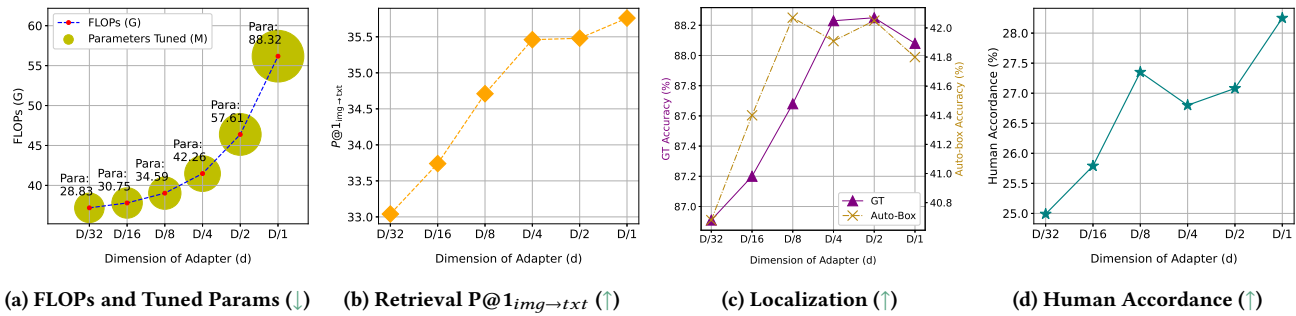 FLOPs (G)
Parameters Tuned (M)
60
55
50
45
40
FLOPs (G)
Para:
28.83
Para:
30.75
Para:
34.59
Para:
42.26
Para:
57.61
Para:
88.32
D/32 D/16 D/8 D/4 D/2 D/1
Dimension of Adapter (d)
(a) FLOPs and Tuned Params (↓)
35.5
35.0
34.5
34.0
33.5
33.0
P@1img→txt
D/32 D/16 D/8 D/4 D/2 D/1
Dimension of Adapter (d)
(b) Retrieval P@1img→txt (↑)
88.2
88.0
87.8
87.6
87.4
87.2
87.0
GT Accuracy (%)
42.0
41.8
41.6
41.4
41.2
41.0
40.8
Auto-box Accuracy (%)
GT
Auto-Box
D/32 D/16 D/8 D/4 D/2 D/1
Dimension of Adapter (d)
(c) Localization (↑)
28.0
27.5
27.0
26.5
26.0
25.5
25.0
Human Accordance (%)
D/32 D/16 D/8 D/4 D/2 D/1
Dimension of Adapter (d)
(d) Human Accordance (↑)